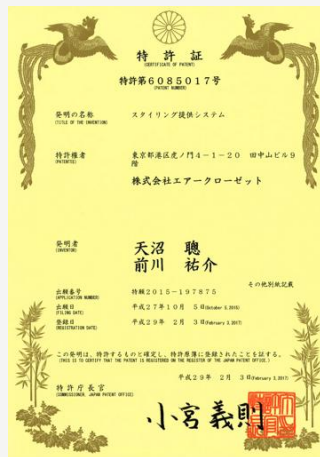 特許証
(CERTIFICATE OF PATENT)
特許第6085017号
(PATENT NUMBER)
発明の名称 スタイリング提供システム
(TITLE OF THE INVENTION)
特許権者 東京都港区虎ノ門4-1-20 田中山ビル9
(PATENTEE) 階
株式会社エアークローゼット
発明者 天沼 聰
(INVENTOR) 前川 祐介
その他別紙記載
出願番号 特願2015-197875
(APPLICATION NUMBER)
出願日 平成27年10月 5日(October 5,2015)
(FILING DATE)
登録日 平成29年 2月 3日(February 3,2017)
(REGISTRATION DATE)
この発明は、特許するものと確定し、特許原簿に登録されたことを証する。
(THIS IS TO CERTIFY THAT THE PATENT IS REGISTERED ON THE REGISTER OF THE JAPAN PATENT OFFICE.)
平成29年 2月 3日(February 3,2017)
特許庁長官
(COMMISSIONER, JAPAN PATENT OFFICE)
小宮義則